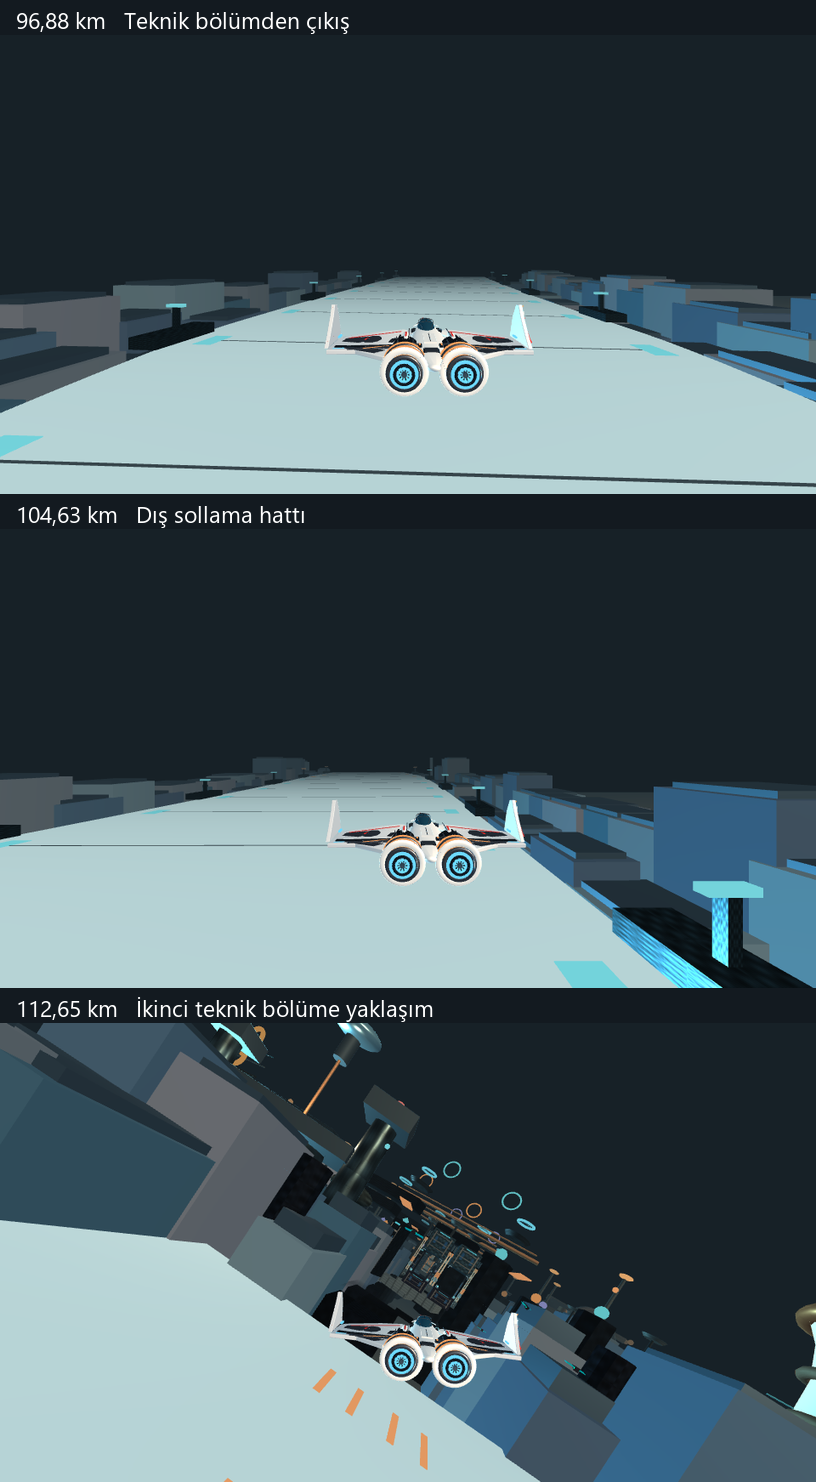 96,88 km Teknik bölümden çıkış
104,63 km Dış sollama hattı
112,65 km İkinci teknik bölüme yaklaşım